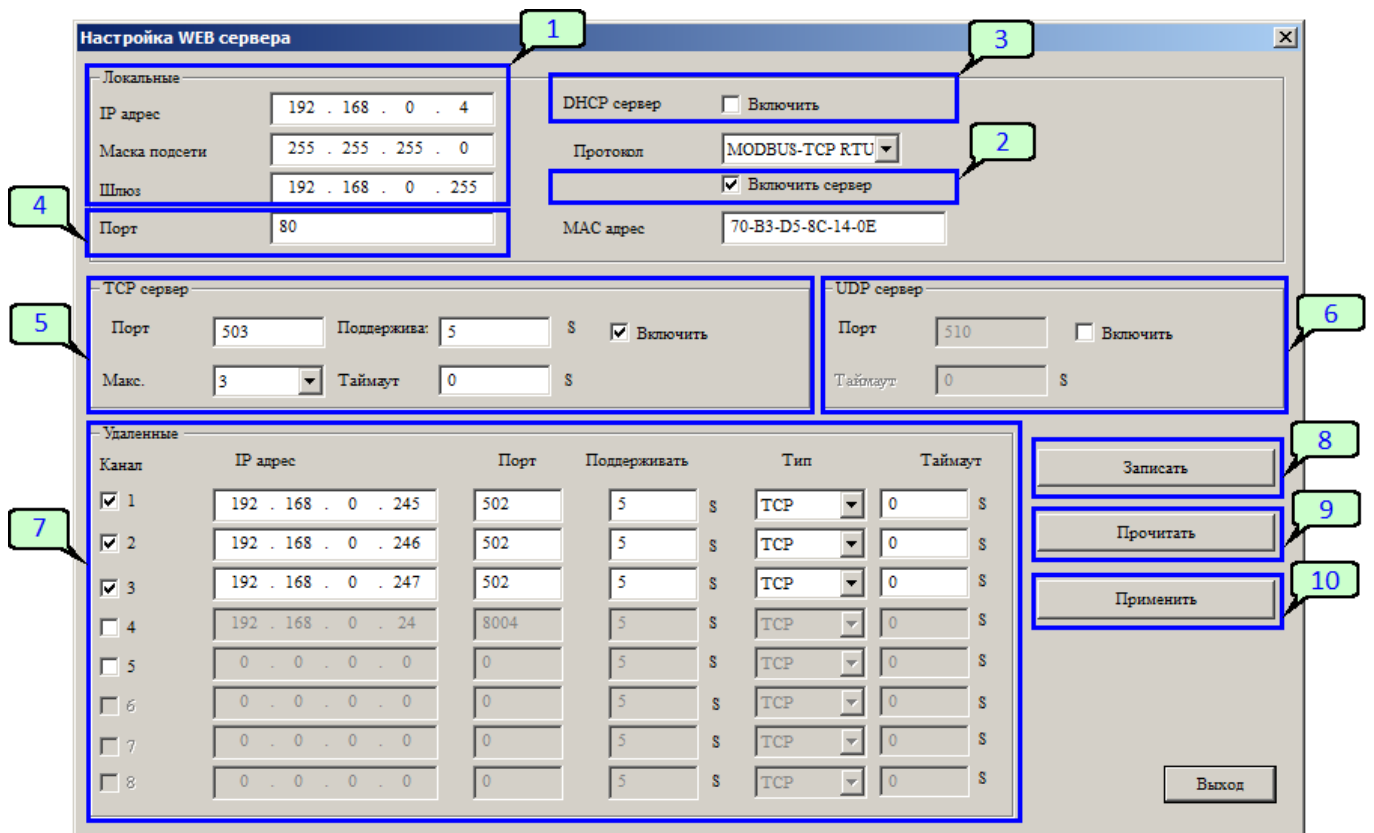 Настройка WEB сервера
1
3
Локальные
IP адрес 192 . 168 . 0 . 4 DHCP сервер Включить
Маска подсети 255 . 255 . 255 . 0 Протокол MODBUS-TCP RTU
2
Шлюз 192 . 168 . 0 . 255 Включить сервер
4
Порт 80 MAC адрес 70-B3-D5-8C-14-0E
TCP сервер UDP сервер
5
Порт 503 Поддержива: 5 S Включить Порт 510 Включить
6
Макс. 3 Таймаут 0 S Таймаут 0 S
Удаленные
Канал IP адрес Порт Поддерживать Тип Таймаут
8
Записать
1 192 . 168 . 0 . 245 502 5 S TCP 0 S
9
7
2 192 . 168 . 0 . 246 502 5 S TCP 0 S
Прочитать
3 192 . 168 . 0 . 247 502 5 S TCP 0 S
10
Применить
4 192 . 168 . 0 . 24 8004 5 S TCP 0 S
5 0 . 0 . 0 . 0 0 5 S TCP 0 S
6 0 . 0 . 0 . 0 0 5 S TCP 0 S
7 0 . 0 . 0 . 0 0 5 S TCP 0 S
8 0 . 0 . 0 . 0 0 5 S TCP 0 S
Выход